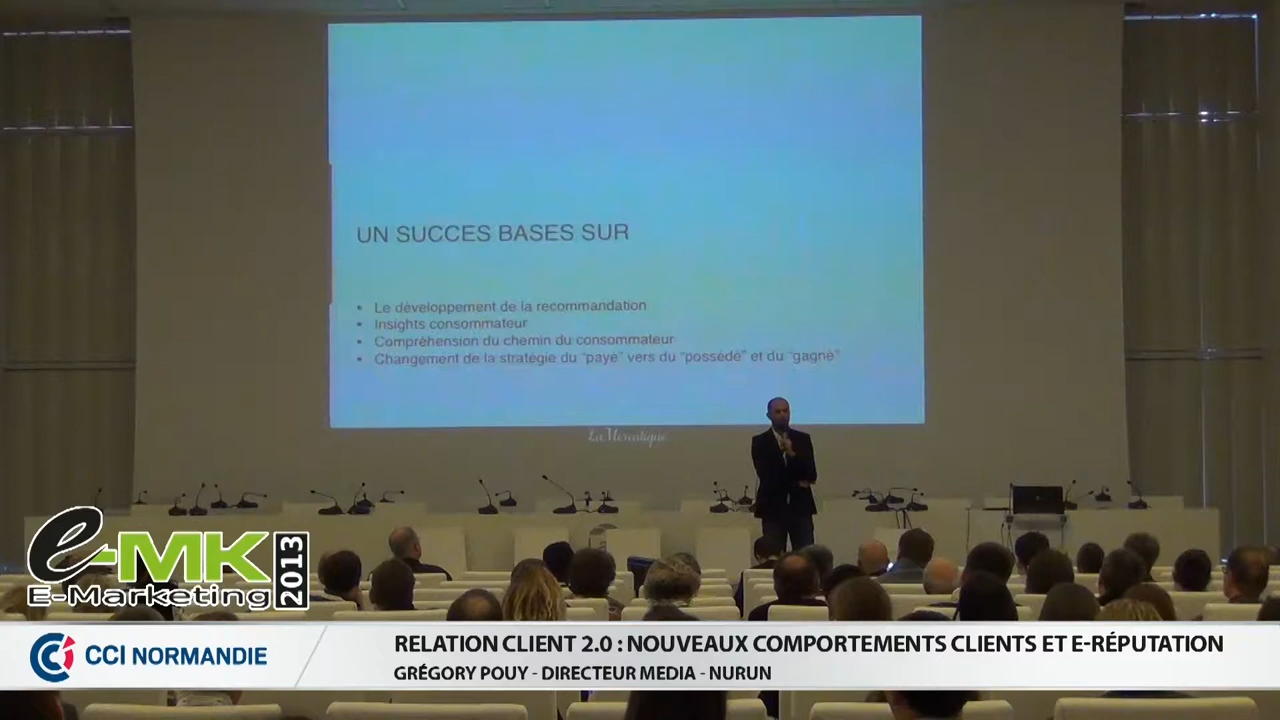 UN SUCCES BASES SUR
• Le développement de la recommandation
• Insights consommateur
• Compréhension du chemin du consommateur
• Changement de la stratégie du “payé” vers du “possédé” et du “gagné”
La Mercatique
e-MK
E-Marketing
2013
CCI NORMANDIE
RELATION CLIENT 2.0 : NOUVEAUX COMPORTEMENTS CLIENTS ET E-RÉPUTATION
GRÉGORY POUY - DIRECTEUR MEDIA - NURUN